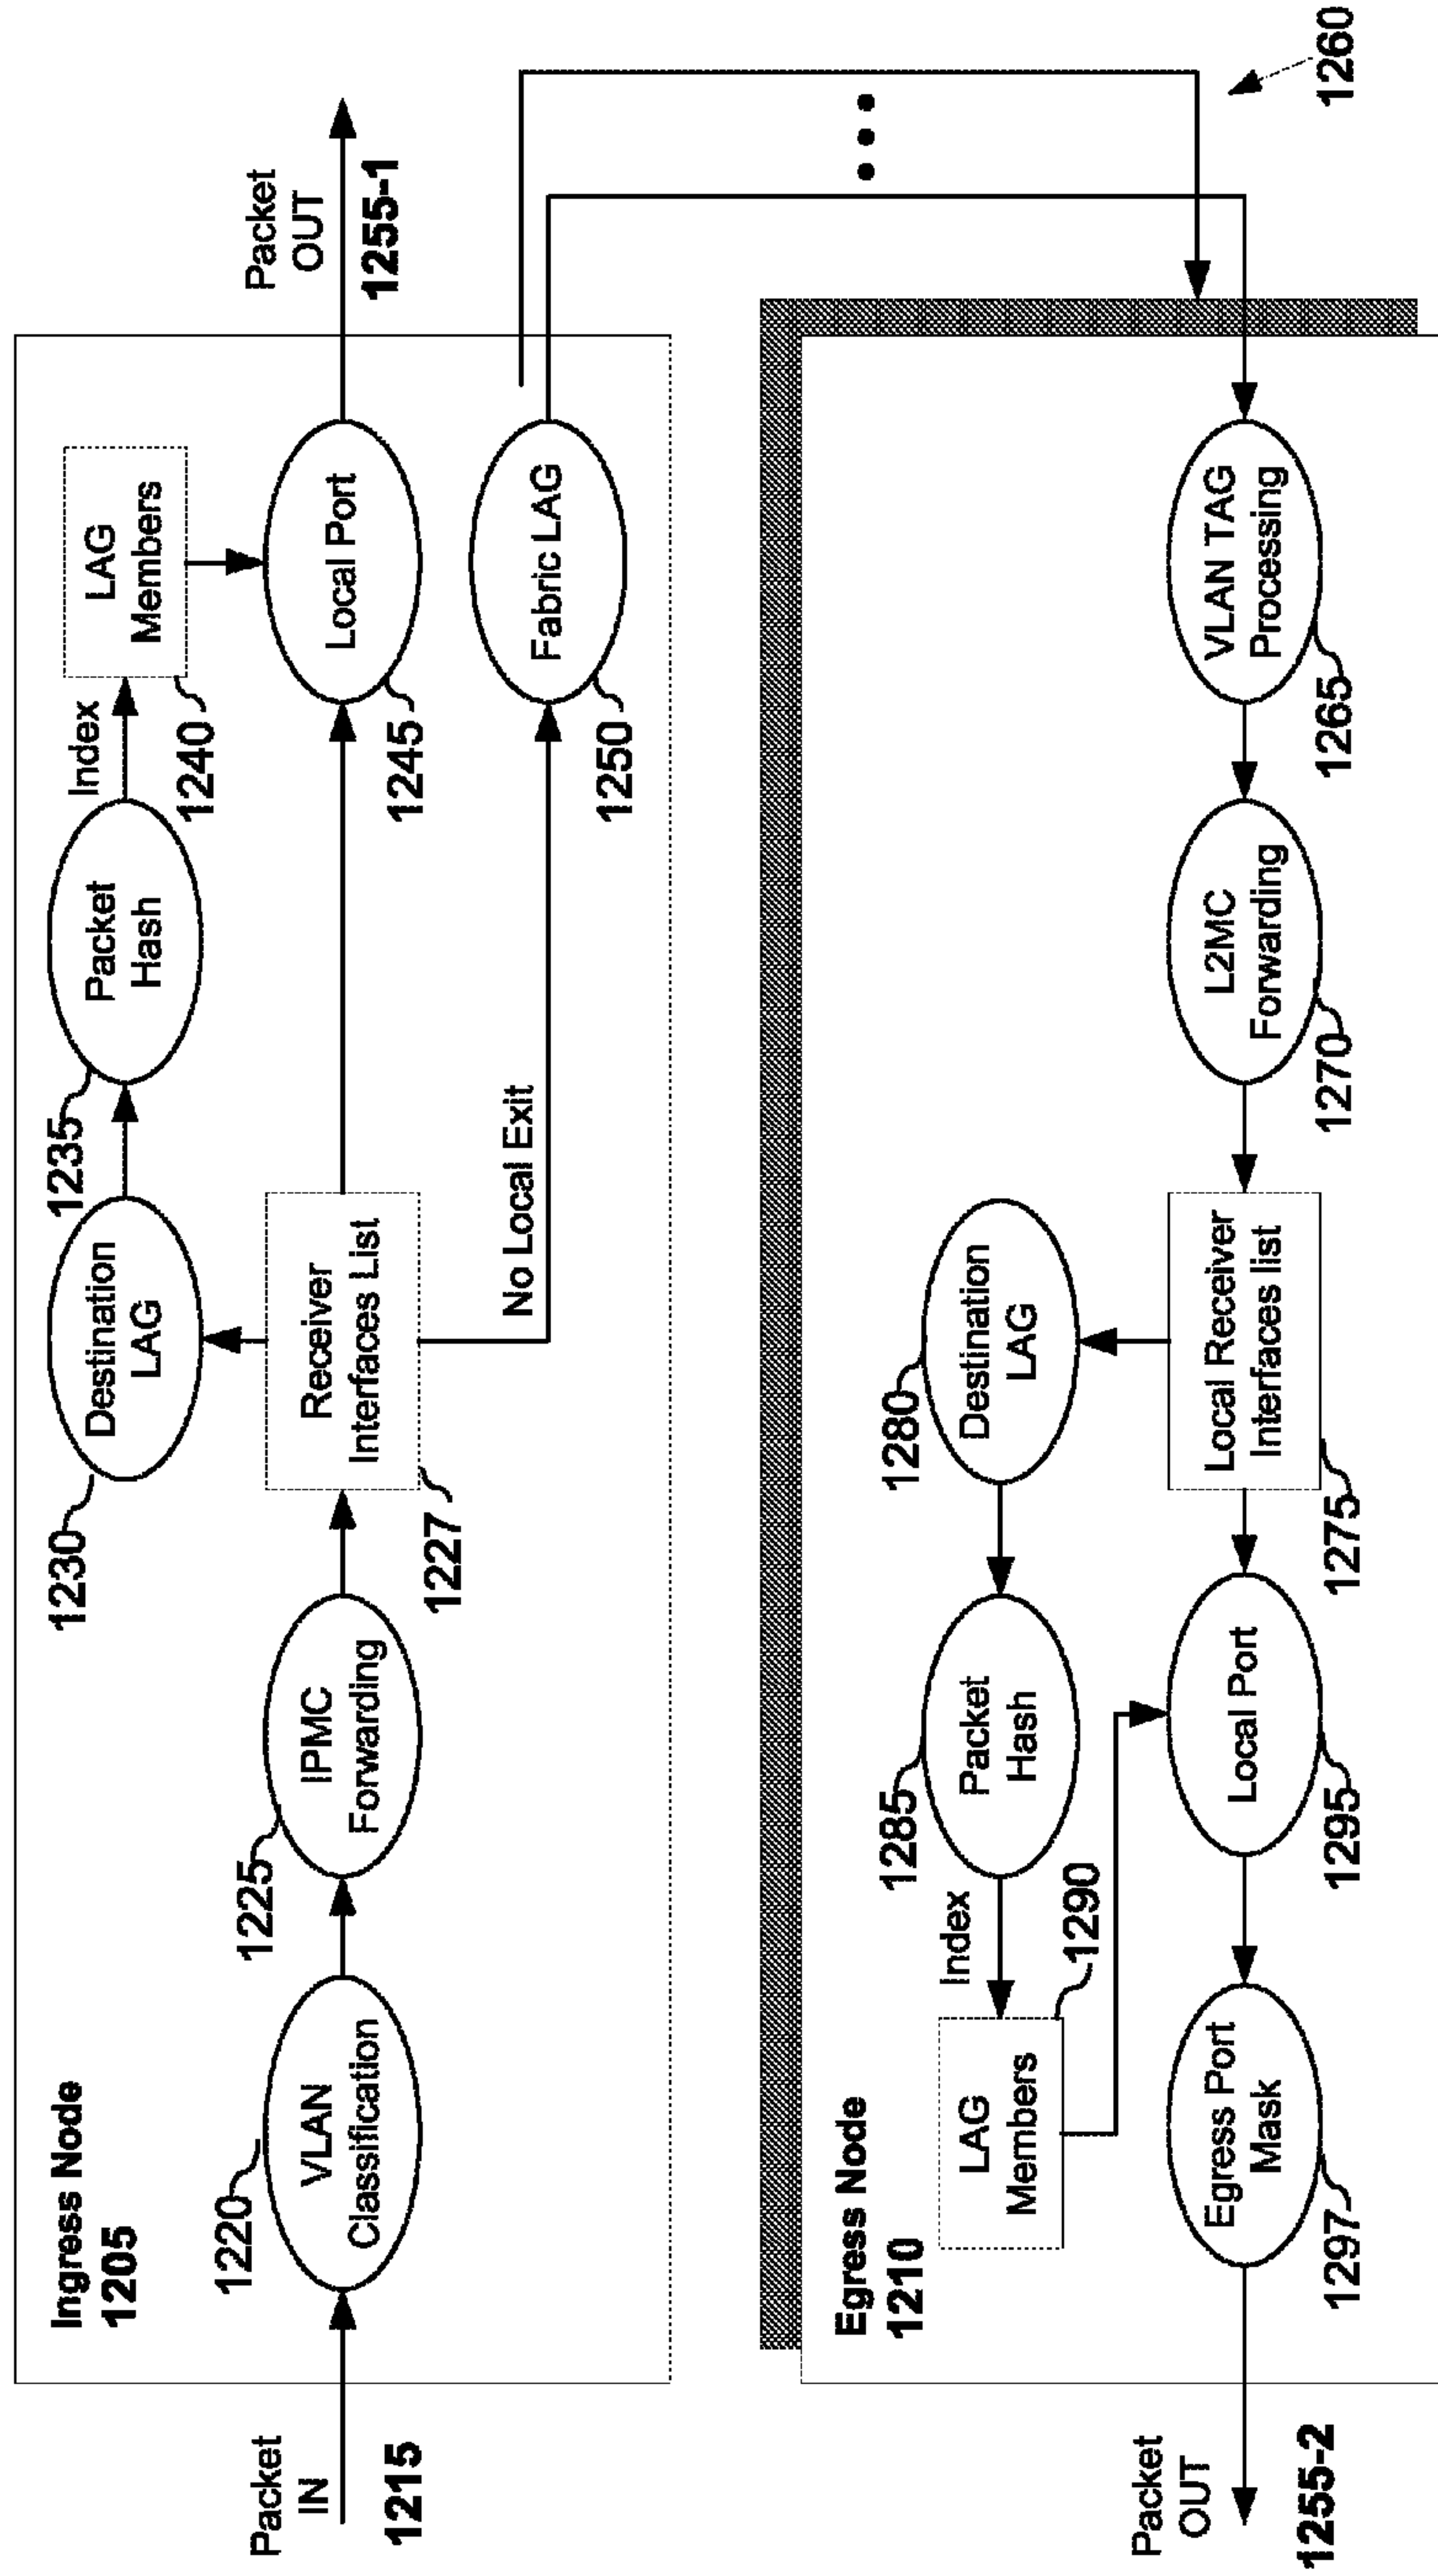 Ingress Node
1205
Packet
IN
1215
VLAN
Classification
1220
IPMC
Forwarding
1225
Receiver
Interfaces List
1227
Destination
LAG
1230
Packet
Hash
1235
Index
LAG
Members
1240
Local Port
1245
No Local Exit
Fabric LAG
1250
Packet
OUT
1255-1
1260
Egress Node
1210
VLAN TAG
Processing
1265
L2MC
Forwarding
1270
Local Receiver
Interfaces list
1275
Destination
LAG
1280
Packet
Hash
1285
Index
LAG
Members
1290
Local Port
1295
Egress Port
Mask
1297
Packet
OUT
1255-2